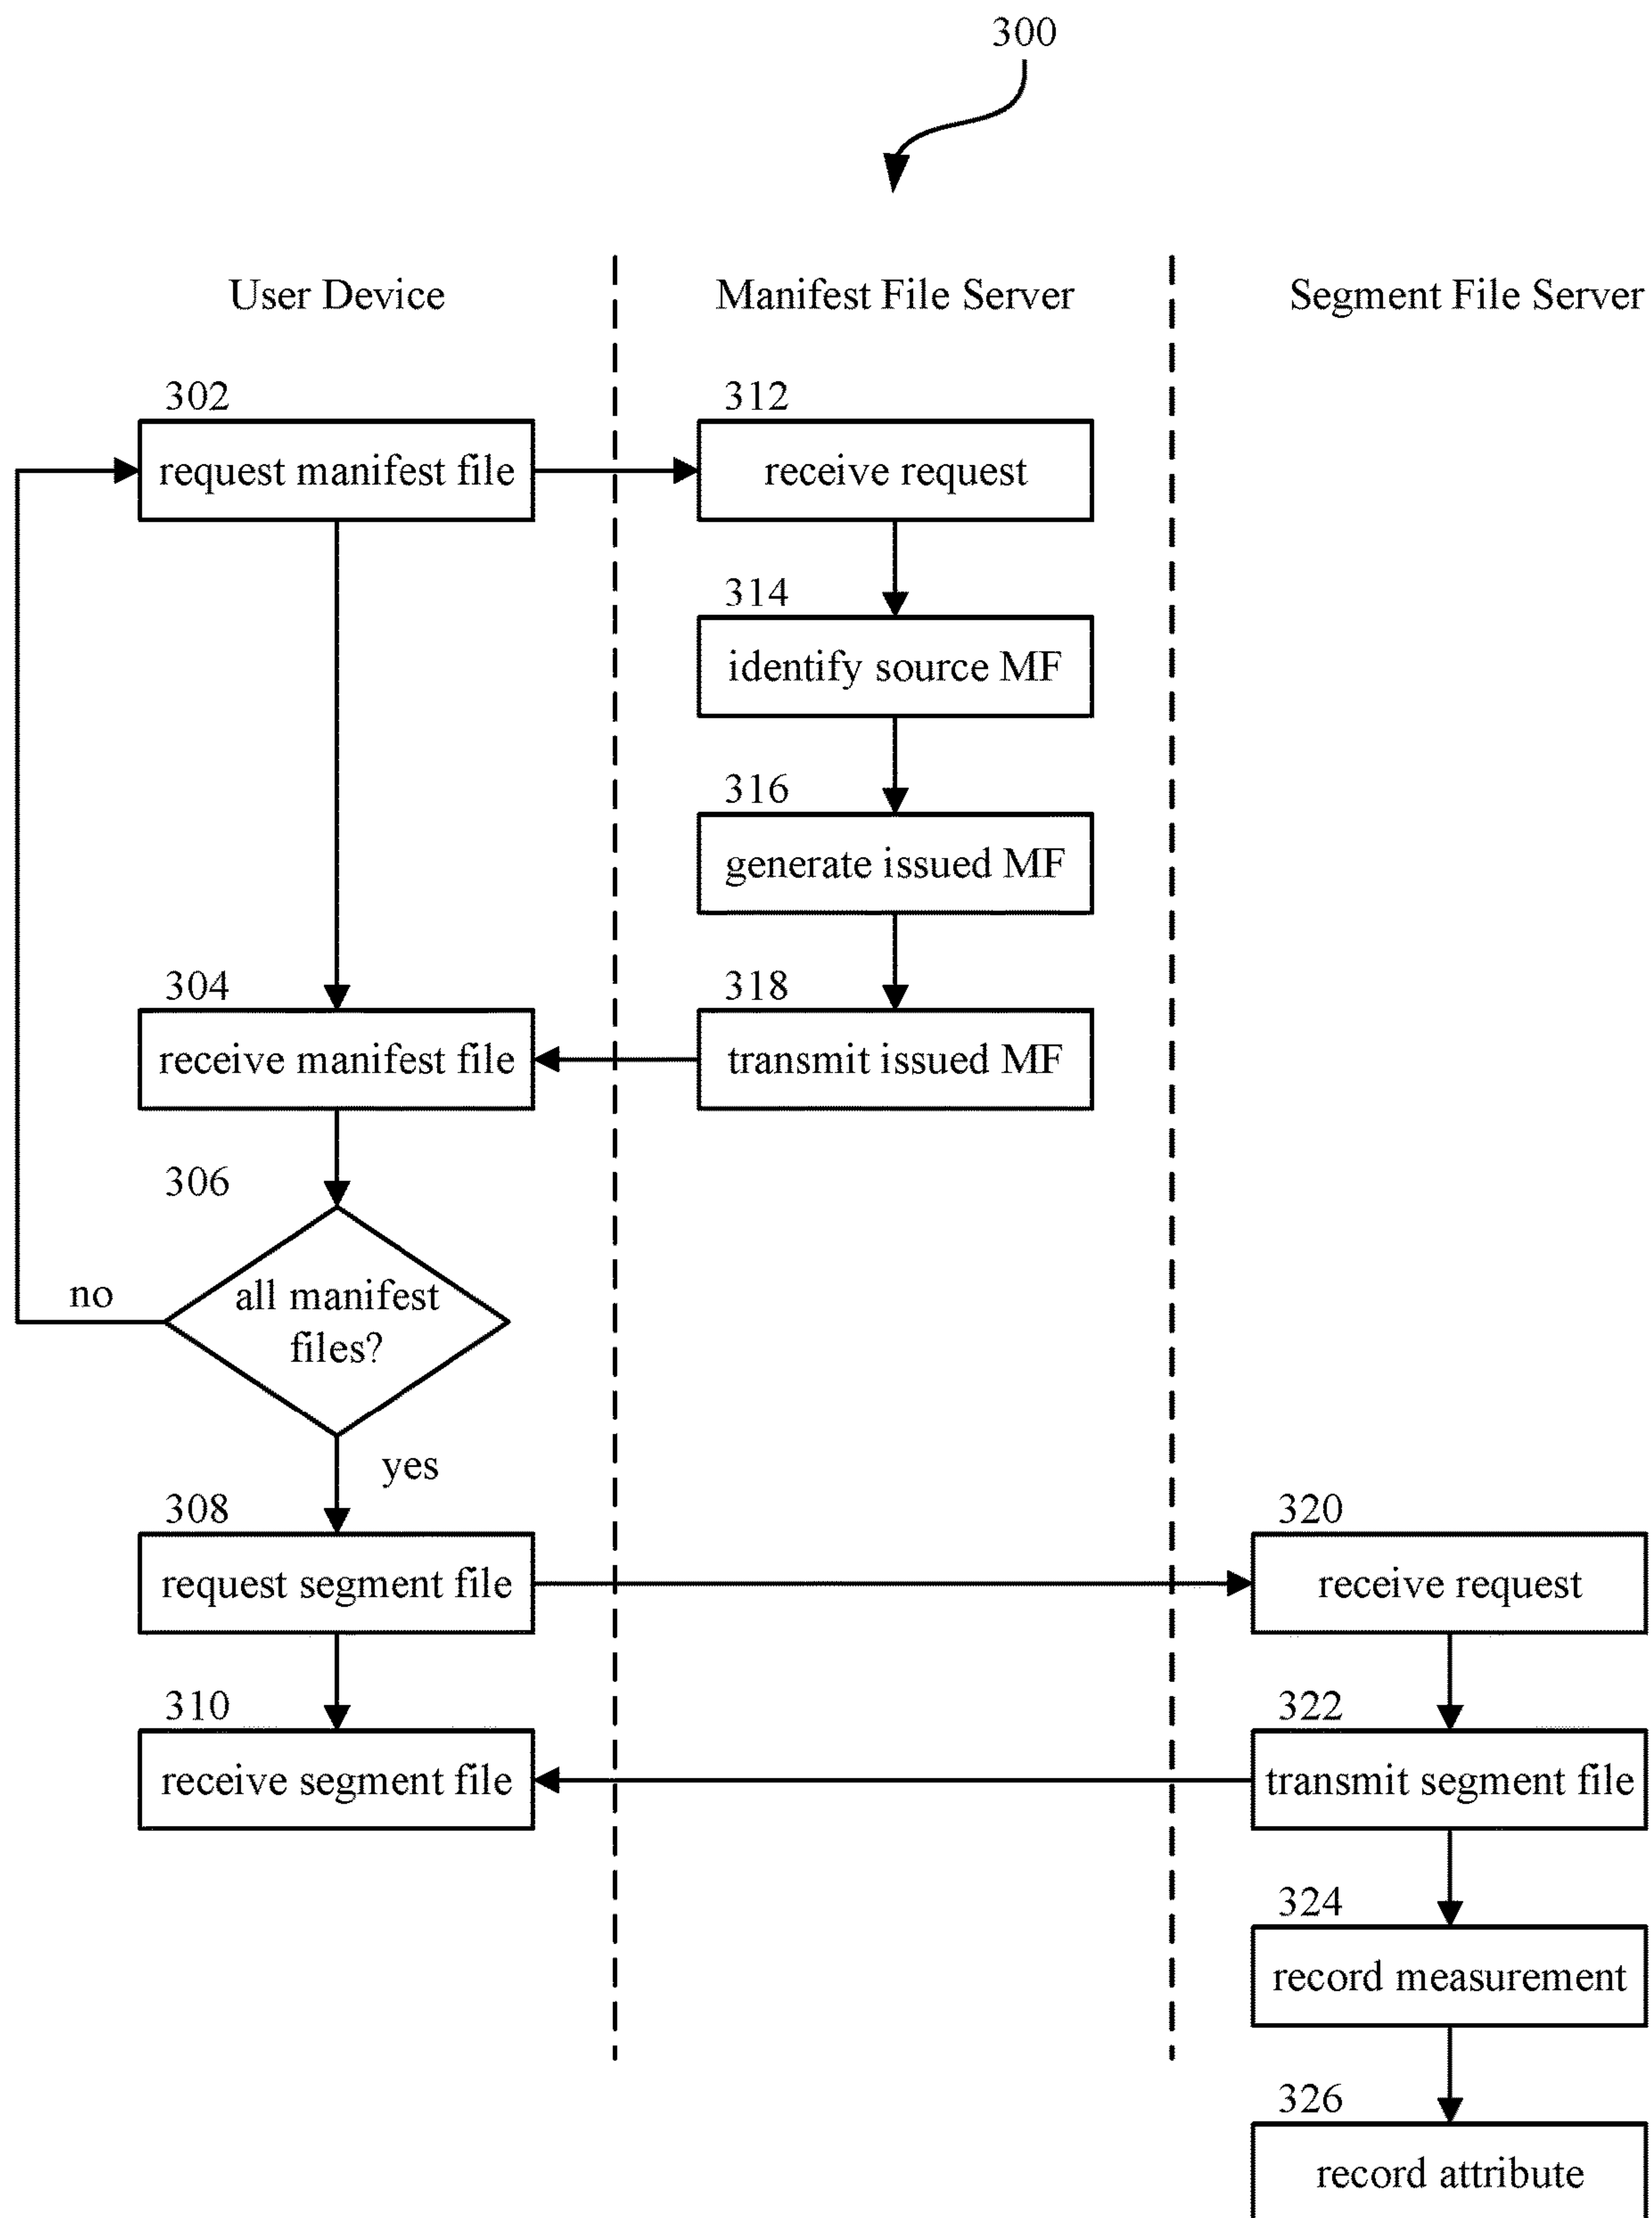 300
User Device
Manifest File Server
Segment File Server
302
312
request manifest file
receive request
314
identify source MF
316
generate issued MF
304
318
receive manifest file
transmit issued MF
306
no
all manifest
files?
yes
308
320
request segment file
receive request
310
322
receive segment file
transmit segment file
324
record measurement
326
record attribute